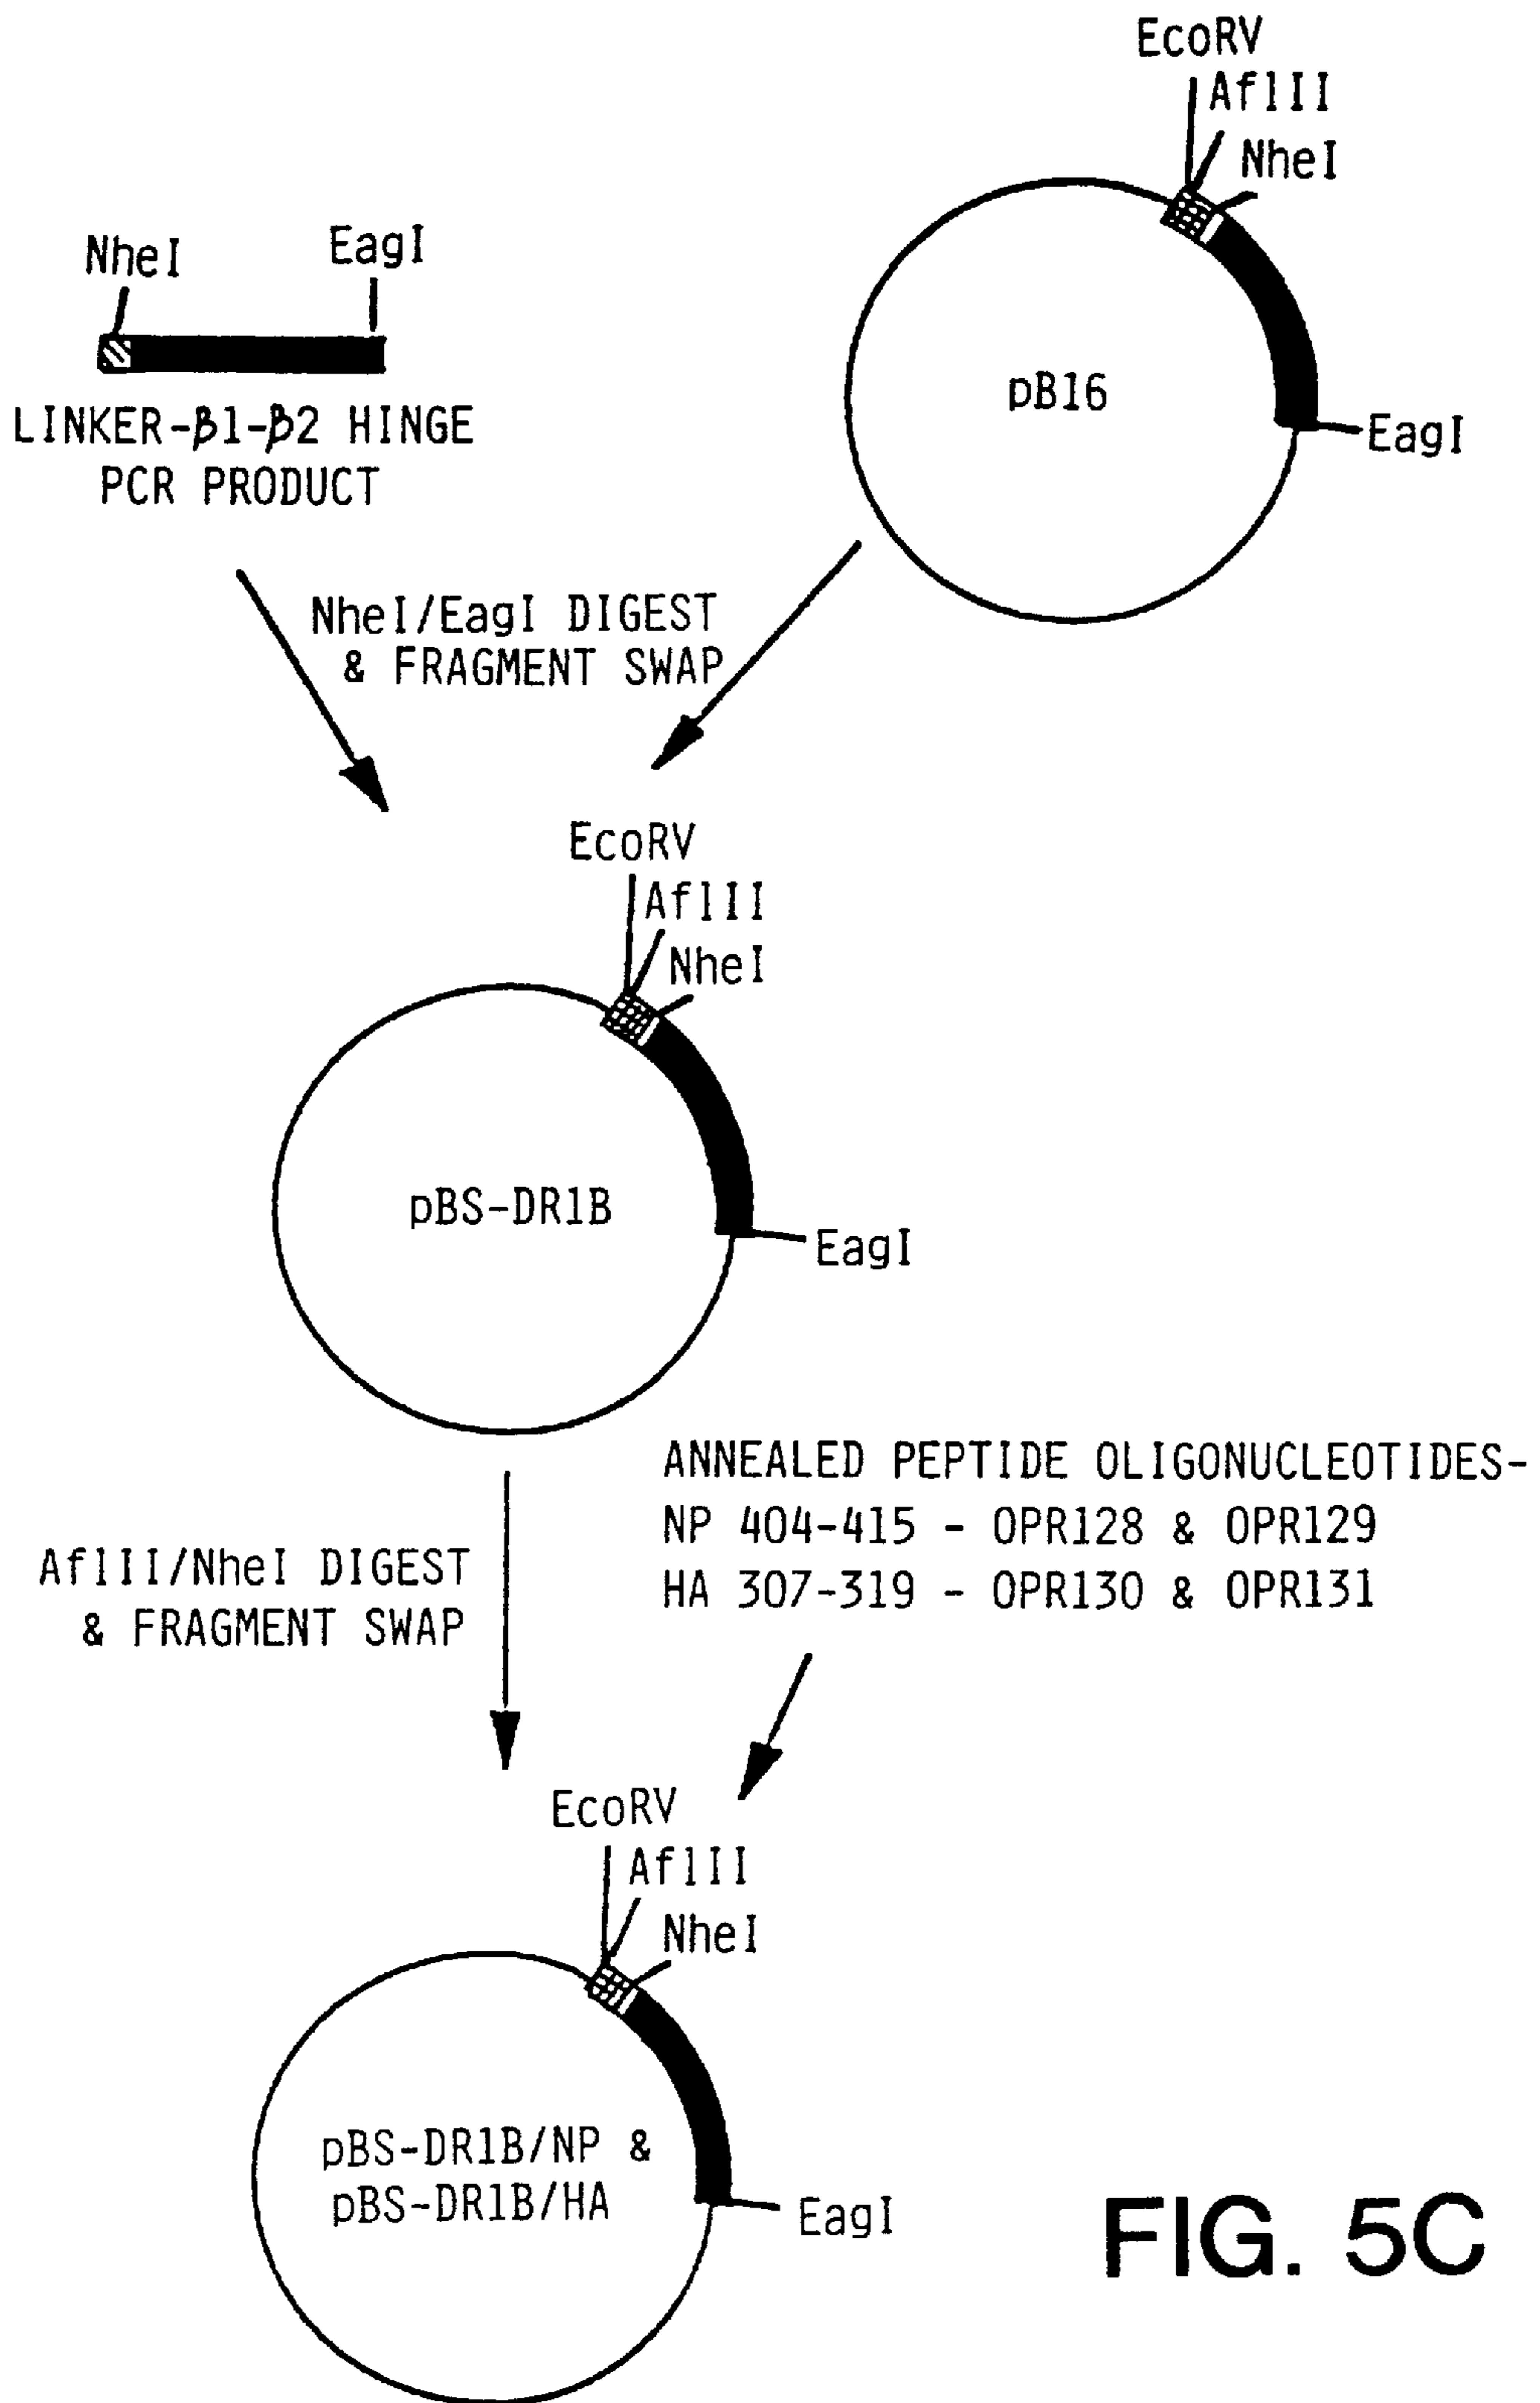 EcoRV
AflII
NheI
NheI
EagI
pB16
EagI
LINKER-β1-β2 HINGE
PCR PRODUCT
NheI/EagI DIGEST
& FRAGMENT SWAP
EcoRV
AflII
NheI
pBS-DR1B
EagI
ANNEALED PEPTIDE OLIGONUCLEOTIDES-
NP 404-415 - OPR128 & OPR129
HA 307-319 - OPR130 & OPR131
AflII/NheI DIGEST
& FRAGMENT SWAP
EcoRV
AflII
NheI
pBS-DR1B/NP &
pBS-DR1B/HA
EagI
FIG. 5C